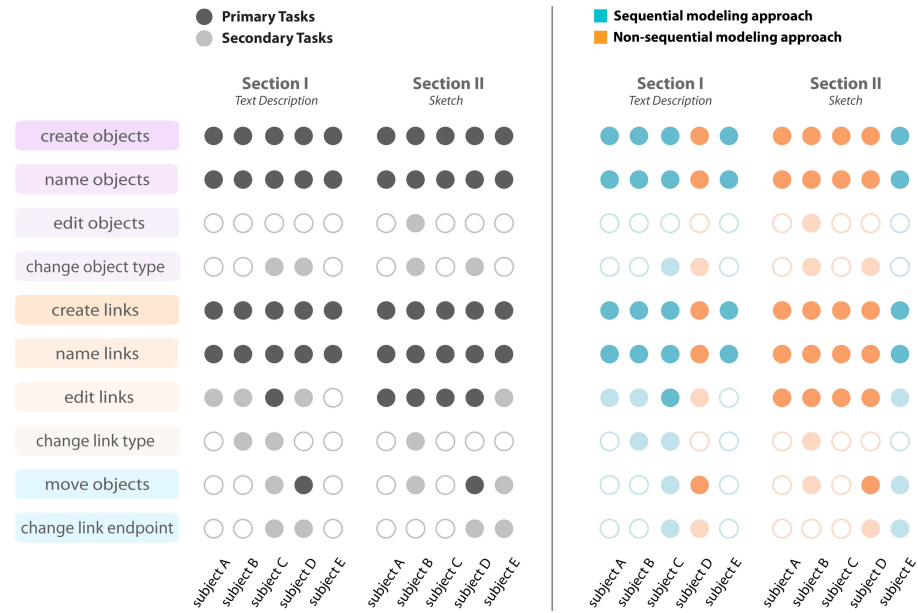 Primary Tasks
Secondary Tasks
Sequential modeling approach
Non-sequential modeling approach
Section I
Text Description
Section II
Sketch
Section I
Text Description
Section II
Sketch
create objects
name objects
edit objects
change object type
create links
name links
edit links
change link type
move objects
change link endpoint
subject A
subject B
subject C
subject D
subject E
subject A
subject B
subject C
subject D
subject E
subject A
subject B
subject C
subject D
subject E
subject A
subject B
subject C
subject D
subject E